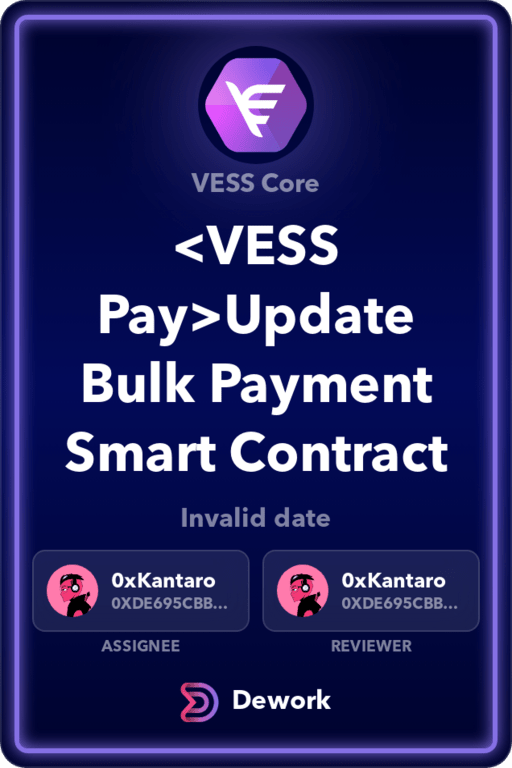 VESS Core
<VESS
Pay>Update
Bulk Payment
Smart Contract
Invalid date
0xKantaro
0XDE695CBB...
ASSIGNEE
0xKantaro
0XDE695CBB...
REVIEWER
Dework